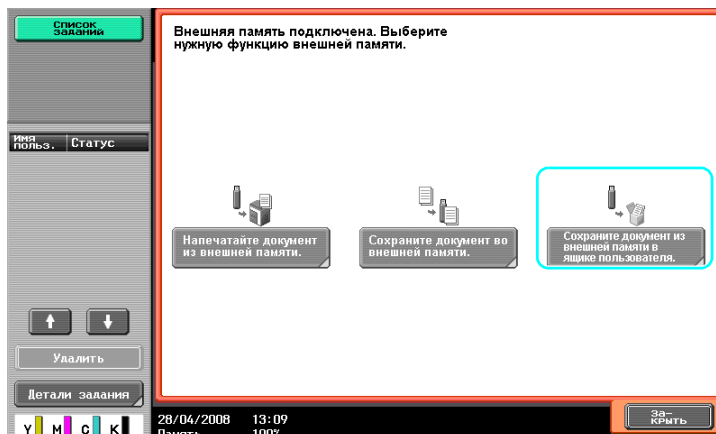 Список
заданий
Внешняя память подключена. Выберите
нужную функцию внешней памяти.
Имя
польз.
Статус
Напечатайте документ
из внешней памяти.
Сохраните документ во
внешней памяти.
Сохраните документ из
внешней памяти в
ящике пользователя.
Удалить
Детали задания
Y M C K
28/04/2008 13:09
Память 100%
За-
крыть